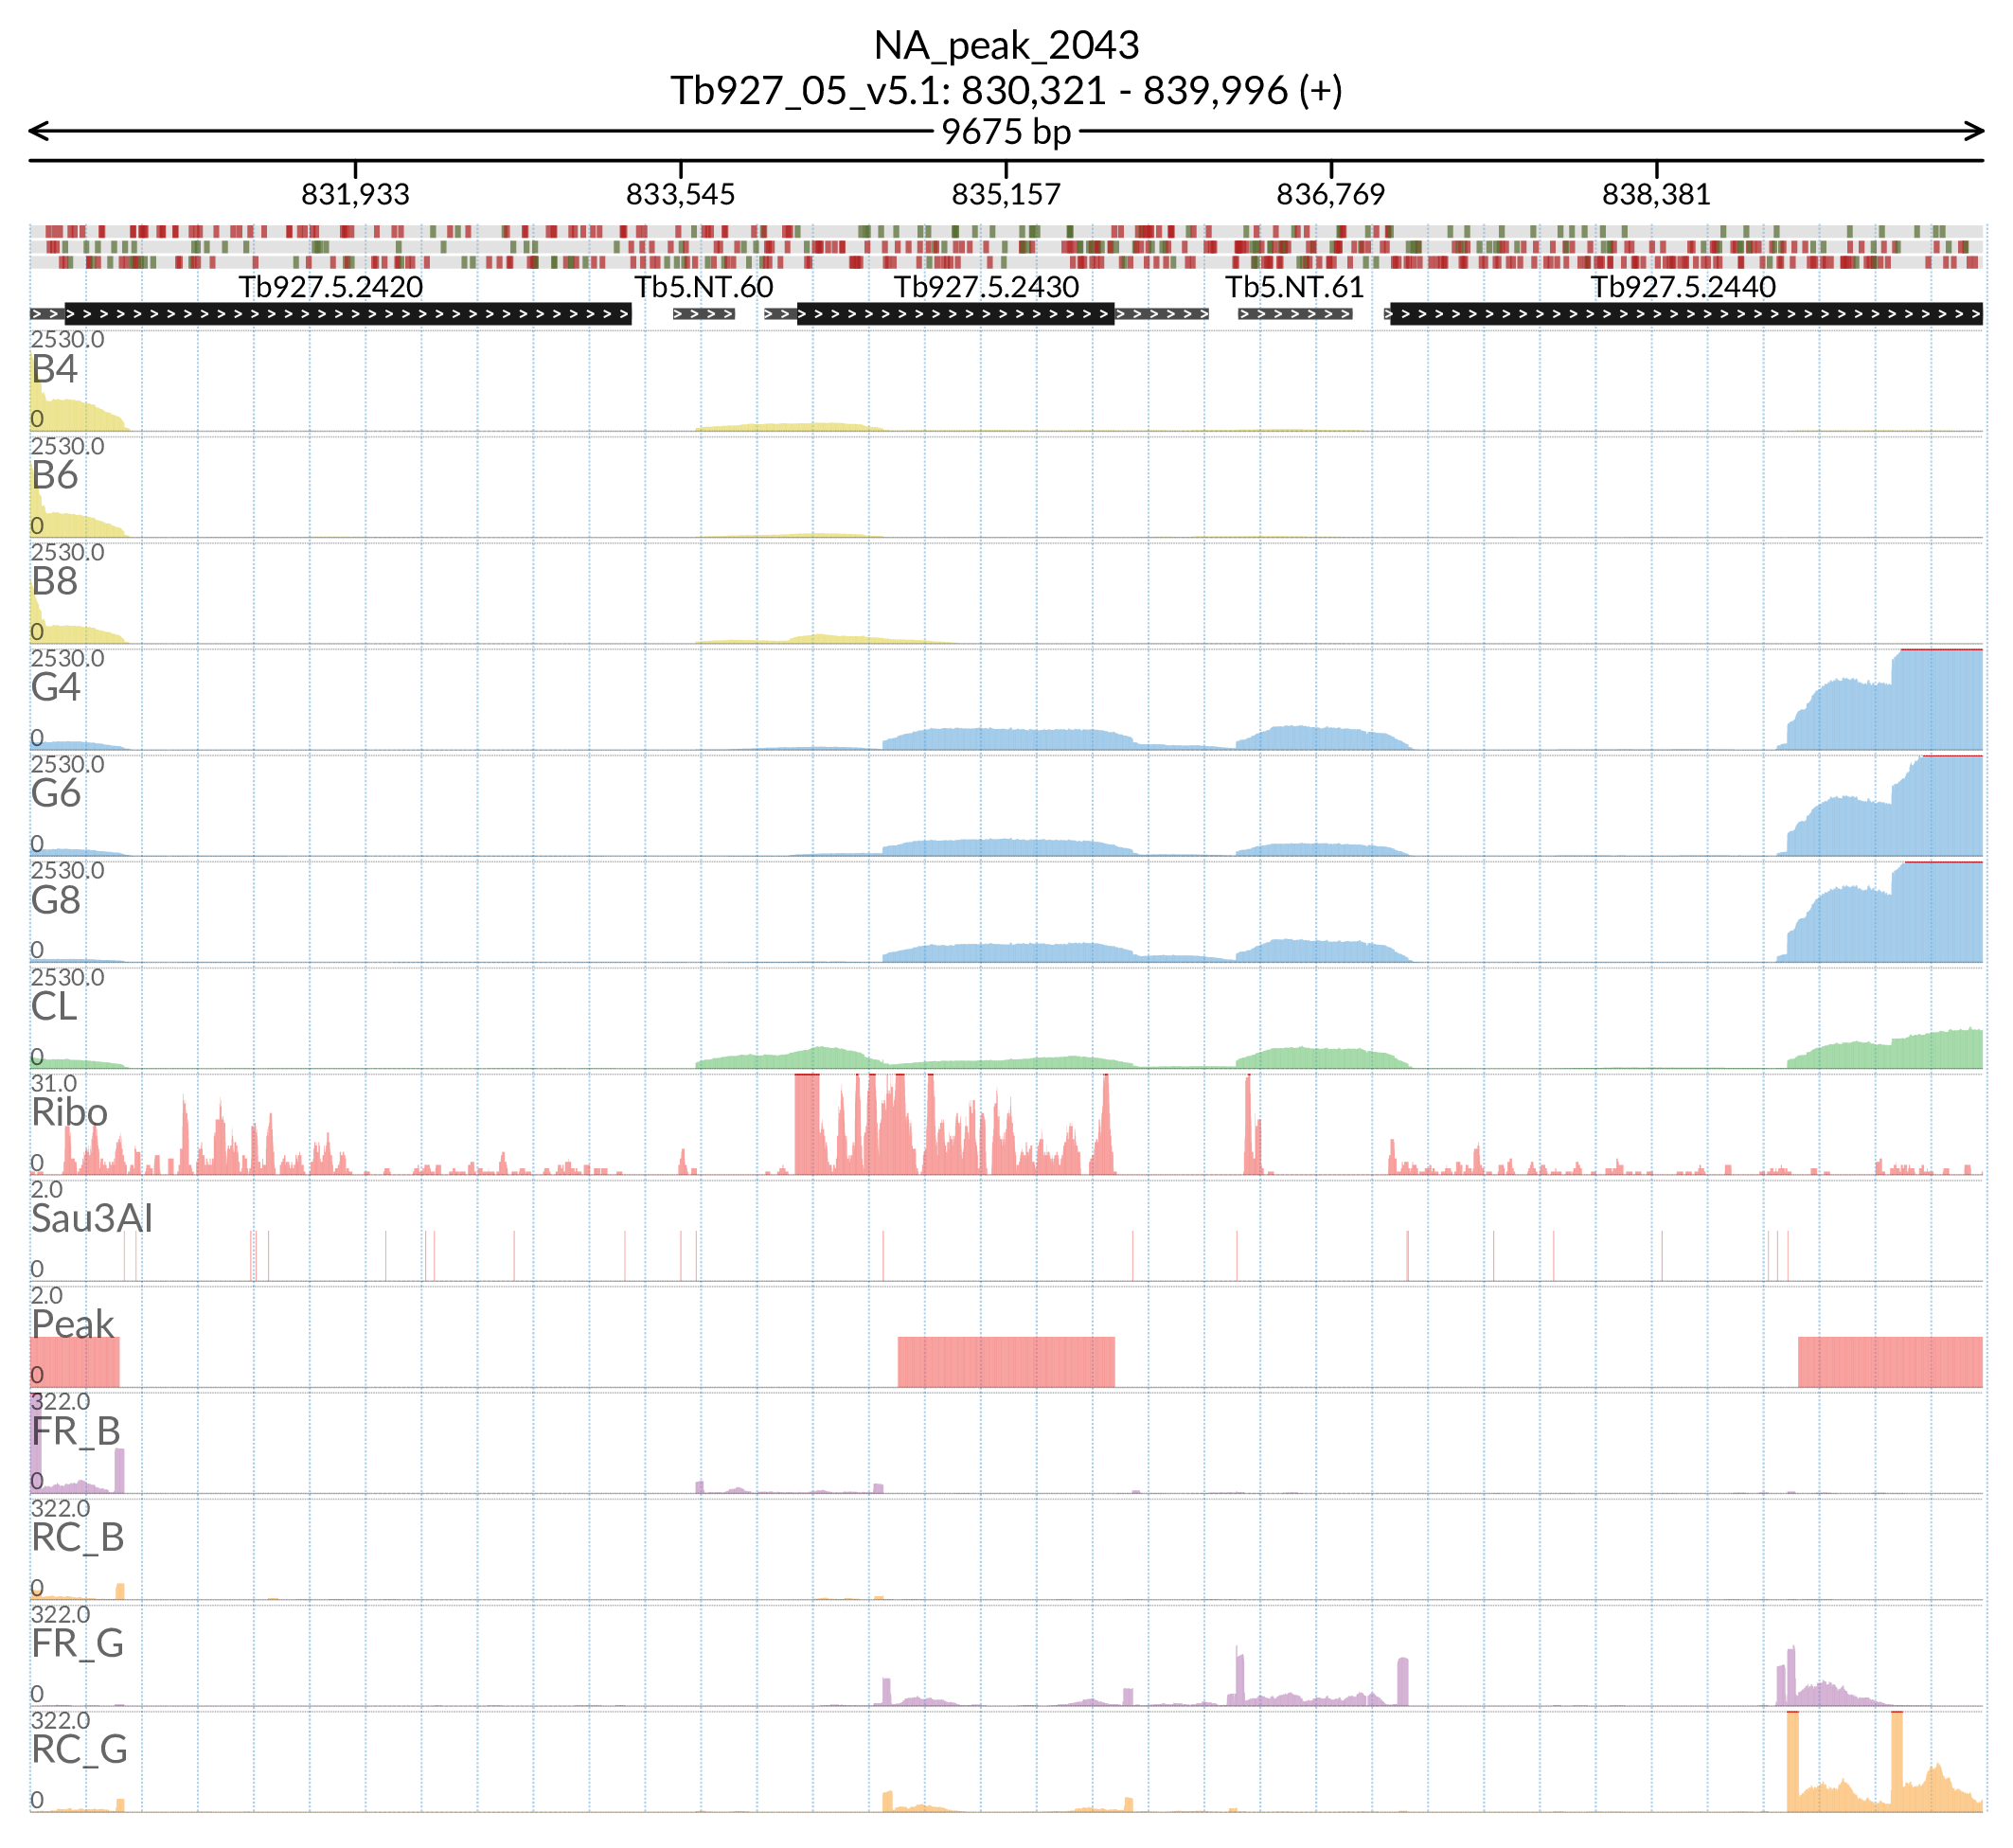 NA_peak_2043
Tb927_05_v5.1: 830,321 - 839,996 (+)
9675 bp
831,933 833,545 835,157 836,769 838,381
Tb927.5.2420 Tb5.NT.60 Tb927.5.2430 Tb5.NT.61 Tb927.5.2440
2530.0
B4
0
2530.0
B6
0
2530.0
B8
0
2530.0
G4
0
2530.0
G6
0
2530.0
G8
0
2530.0
CL
0
31.0
Ribo
0
2.0
Sau3AI
0
2.0
Peak
0
322.0
FR_B
0
322.0
RC_B
0
322.0
FR_G
0
322.0
RC_G
0